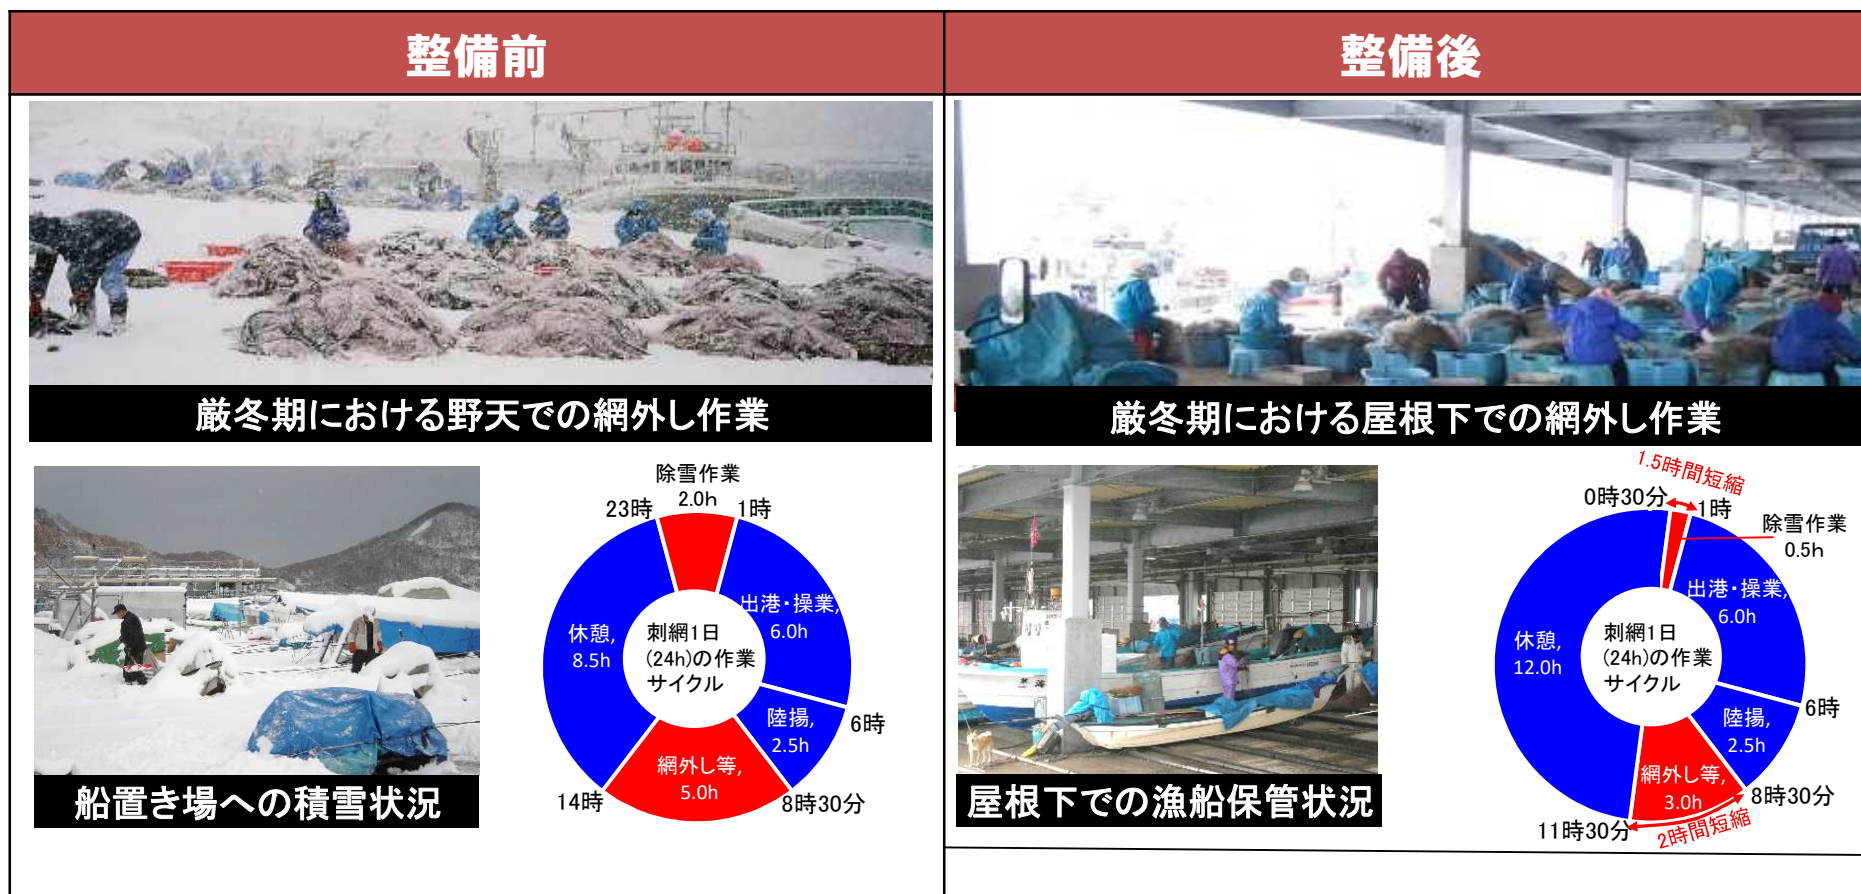 整備前
整備後
厳冬期における野天での網外し作業
厳冬期における屋根下での網外し作業
船置き場への積雪状況
除雪作業
2.0h
23時
1時
出港・操業,
6.0h
休憩,
8.5h
刺網1日
(24h)の作業
サイクル
陸揚,
2.5h
6時
網外し等,
5.0h
14時
8時30分
屋根下での漁船保管状況
1.5時間短縮
0時30分
1時
除雪作業
0.5h
出港・操業,
6.0h
休憩,
12.0h
刺網1日
(24h)の作業
サイクル
6時
陸揚,
2.5h
網外し等,
3.0h
8時30分
11時30分
2時間短縮